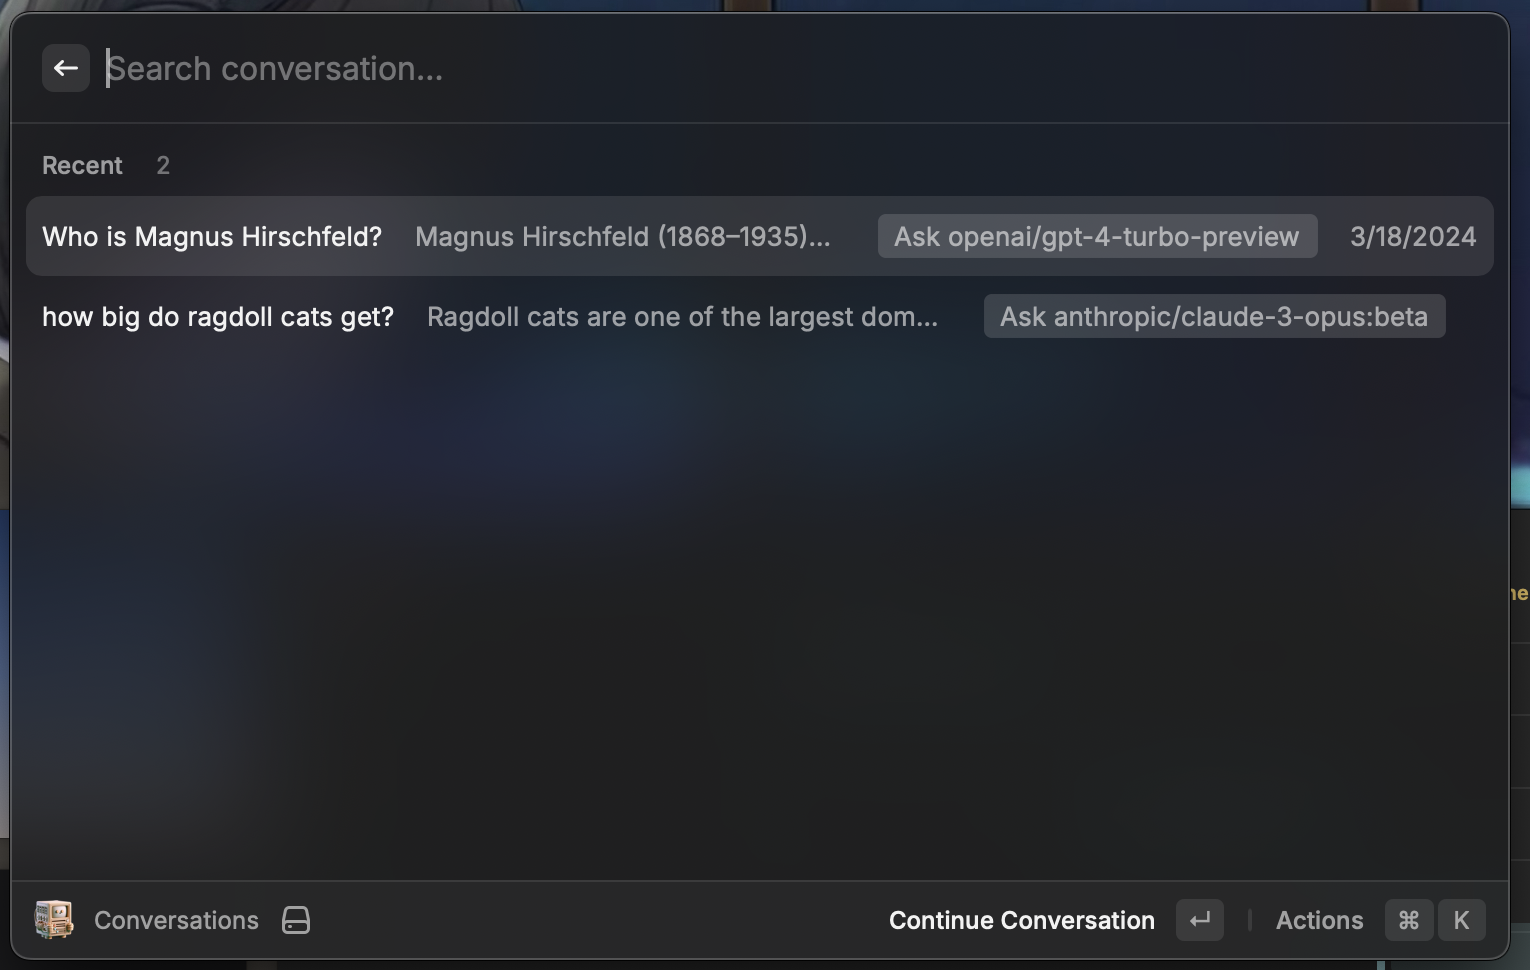 Search conversation...
Recent 2
Who is Magnus Hirschfeld? Magnus Hirschfeld (1868–1935)... Ask openai/gpt-4-turbo-preview 3/18/2024
how big do ragdoll cats get? Ragdoll cats are one of the largest dom... Ask anthropic/claude-3-opus:beta
Conversations Continue Conversation ↵ Actions ⌘ K